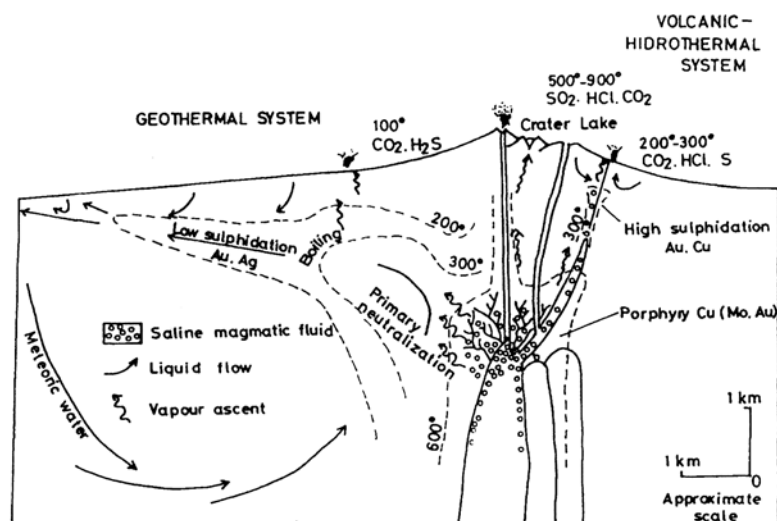 VOLCANIC-
HIDROTHERMAL
SYSTEM
500°-900°
SO2. HCl. CO2
GEOTHERMAL SYSTEM
Crater Lake
100°
CO2. H2S
200°-300°
CO2. HCl. S
200°
Low sulphidation
Au. Ag
Boiling
300°
300°
High sulphidation
Au. Cu
Primary
neutralization
Porphyry Cu (Mo, Au)
Saline magmatic fluid
Liquid flow
Vapour ascent
Meteoric water
600°
1 km
1 km
0
Approximate
scale